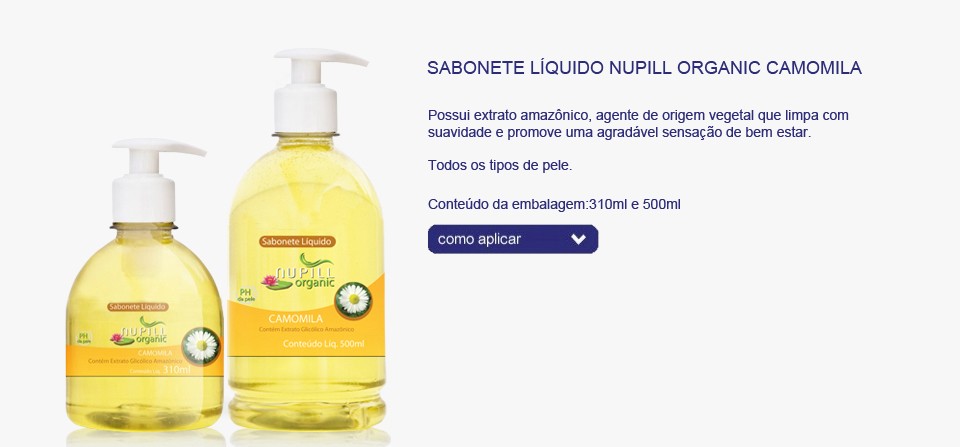 SABONETE LÍQUIDO NUPILL ORGANIC CAMOMILA
Possui extrato amazônico, agente de origem vegetal que limpa com
suavidade e promove uma agradável sensação de bem estar.
Todos os tipos de pele.
Conteúdo da embalagem:310ml e 500ml
como aplicar
Sabonete Líquido
NUPILL
organic
PH
da pele
CAMOMILA
Contém Extrato Glicólico Amazônico
Conteúdo Líq. 500ml
Sabonete Líquido
NUPILL
organic
PH
da pele
CAMOMILA
Contém Extrato Glicólico Amazônico
Conteúdo Líq. 310ml